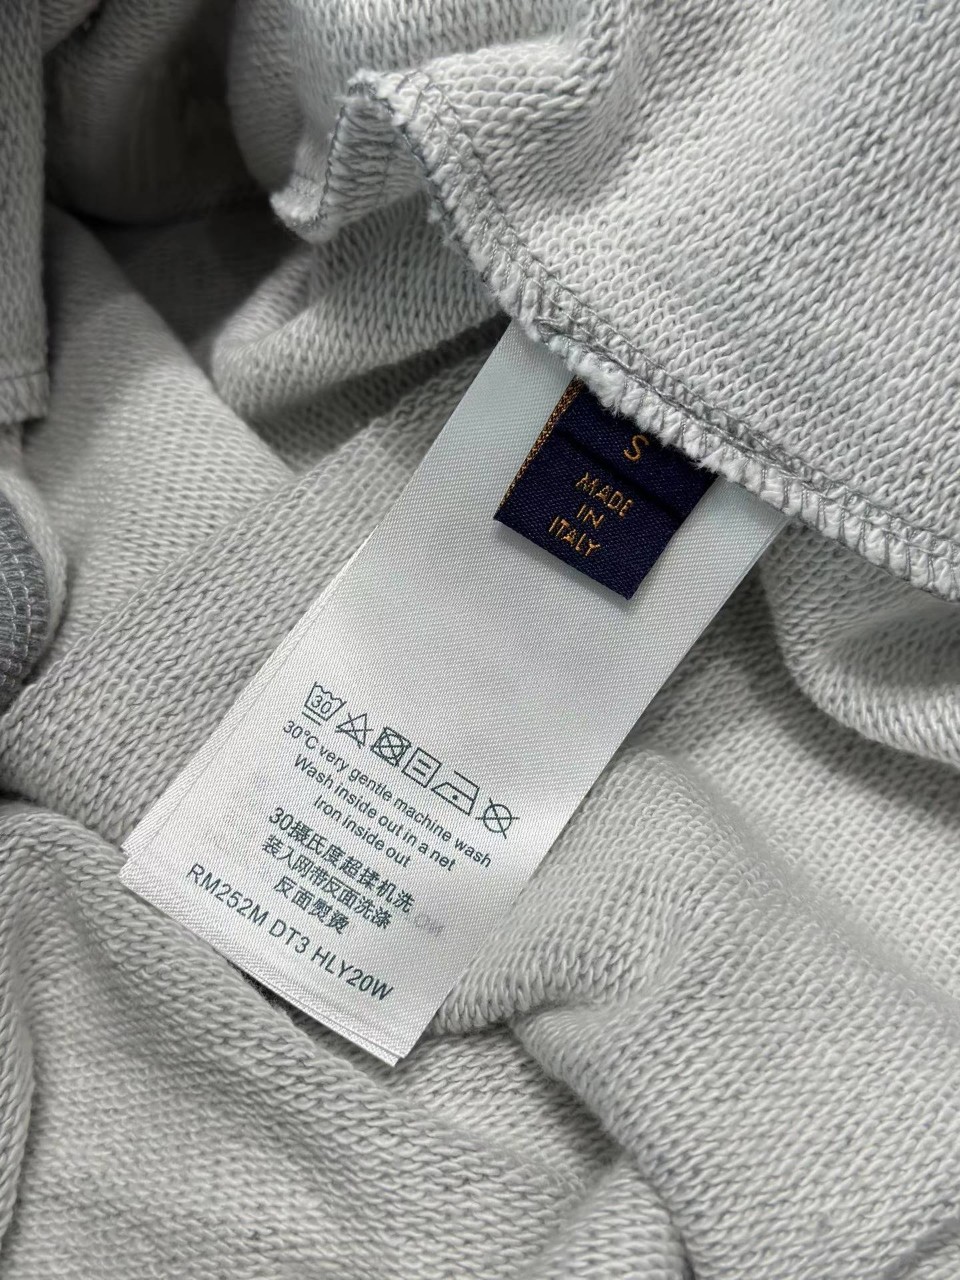 S
MADE
IN
ITALY
30
30°C very gentle machine wash
Wash inside out in a net
Iron inside out
30摄氏度超揉机洗
装入网带反面洗涤
反面熨烫
RM252M DT3 HLY20W